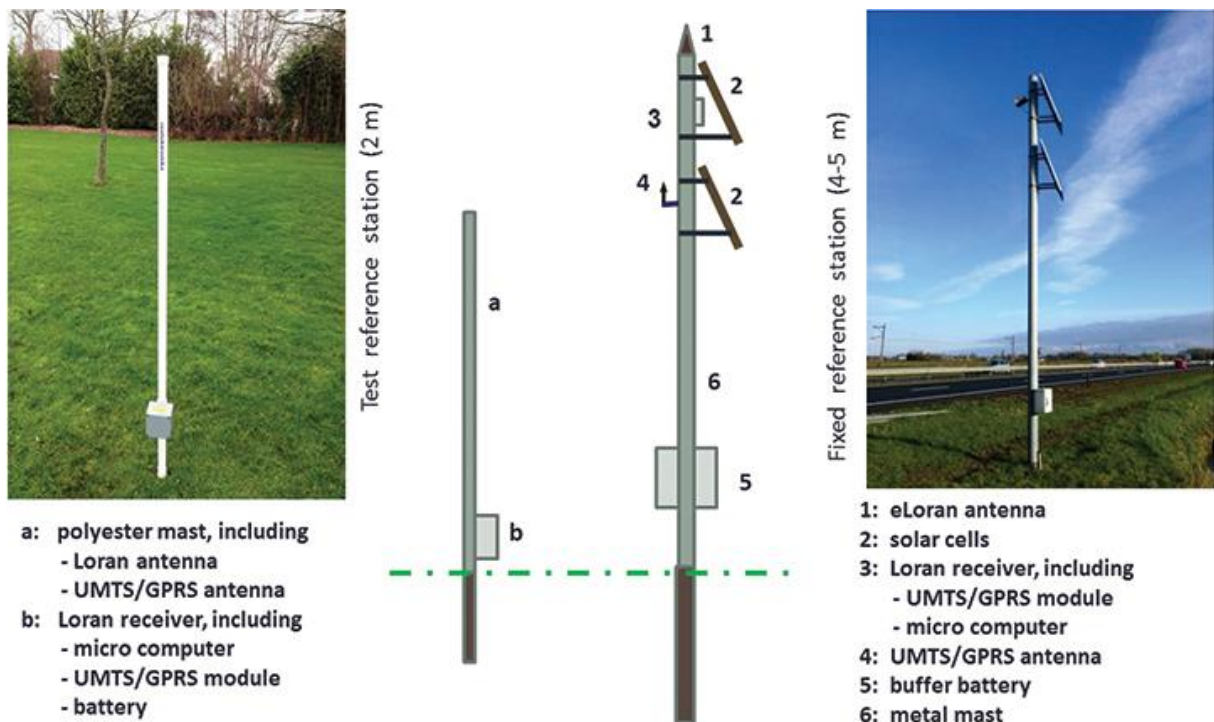 Test reference station (2 m)
a
b
1
2
3
4
2
6
5
Fixed reference station (4-5 m)
a: polyester mast, including
- Loran antenna
- UMTS/GPRS antenna
b: Loran receiver, including
- micro computer
- UMTS/GPRS module
- battery
1: eLoran antenna
2: solar cells
3: Loran receiver, including
- UMTS/GPRS module
- micro computer
4: UMTS/GPRS antenna
5: buffer battery
6: metal mast